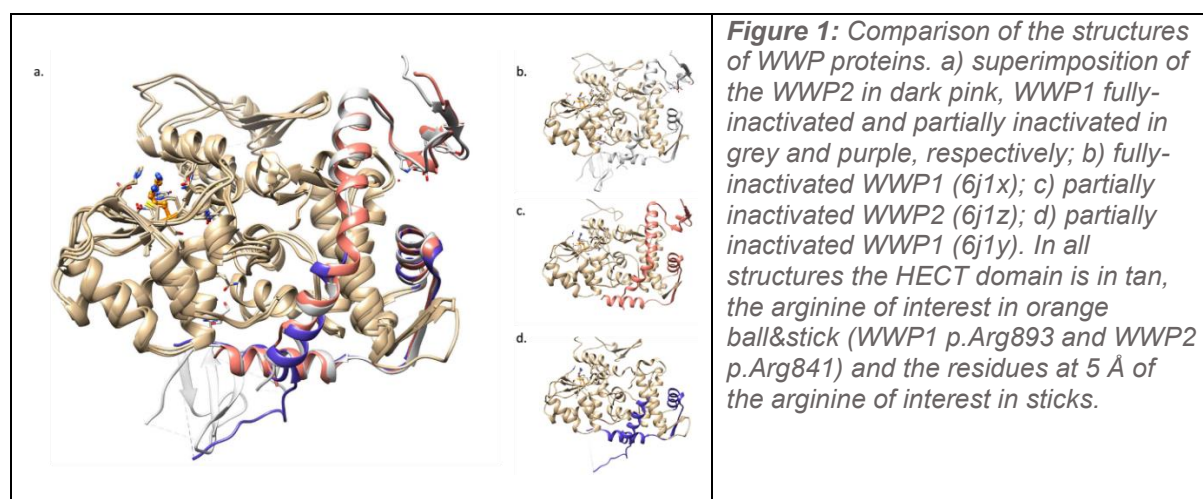 a.
b.
c.
d.
Figure 1: Comparison of the structures
of WWP proteins. a) superimposition of
the WWP2 in dark pink, WWP1 fully-
inactivated and partially inactivated in
grey and purple, respectively; b) fully-
inactivated WWP1 (6j1x); c) partially
inactivated WWP2 (6j1z); d) partially
inactivated WWP1 (6j1y). In all
structures the HECT domain is in tan,
the arginine of interest in orange
ball&stick (WWP1 p.Arg893 and WWP2
p.Arg841) and the residues at 5 Å of
the arginine of interest in sticks.